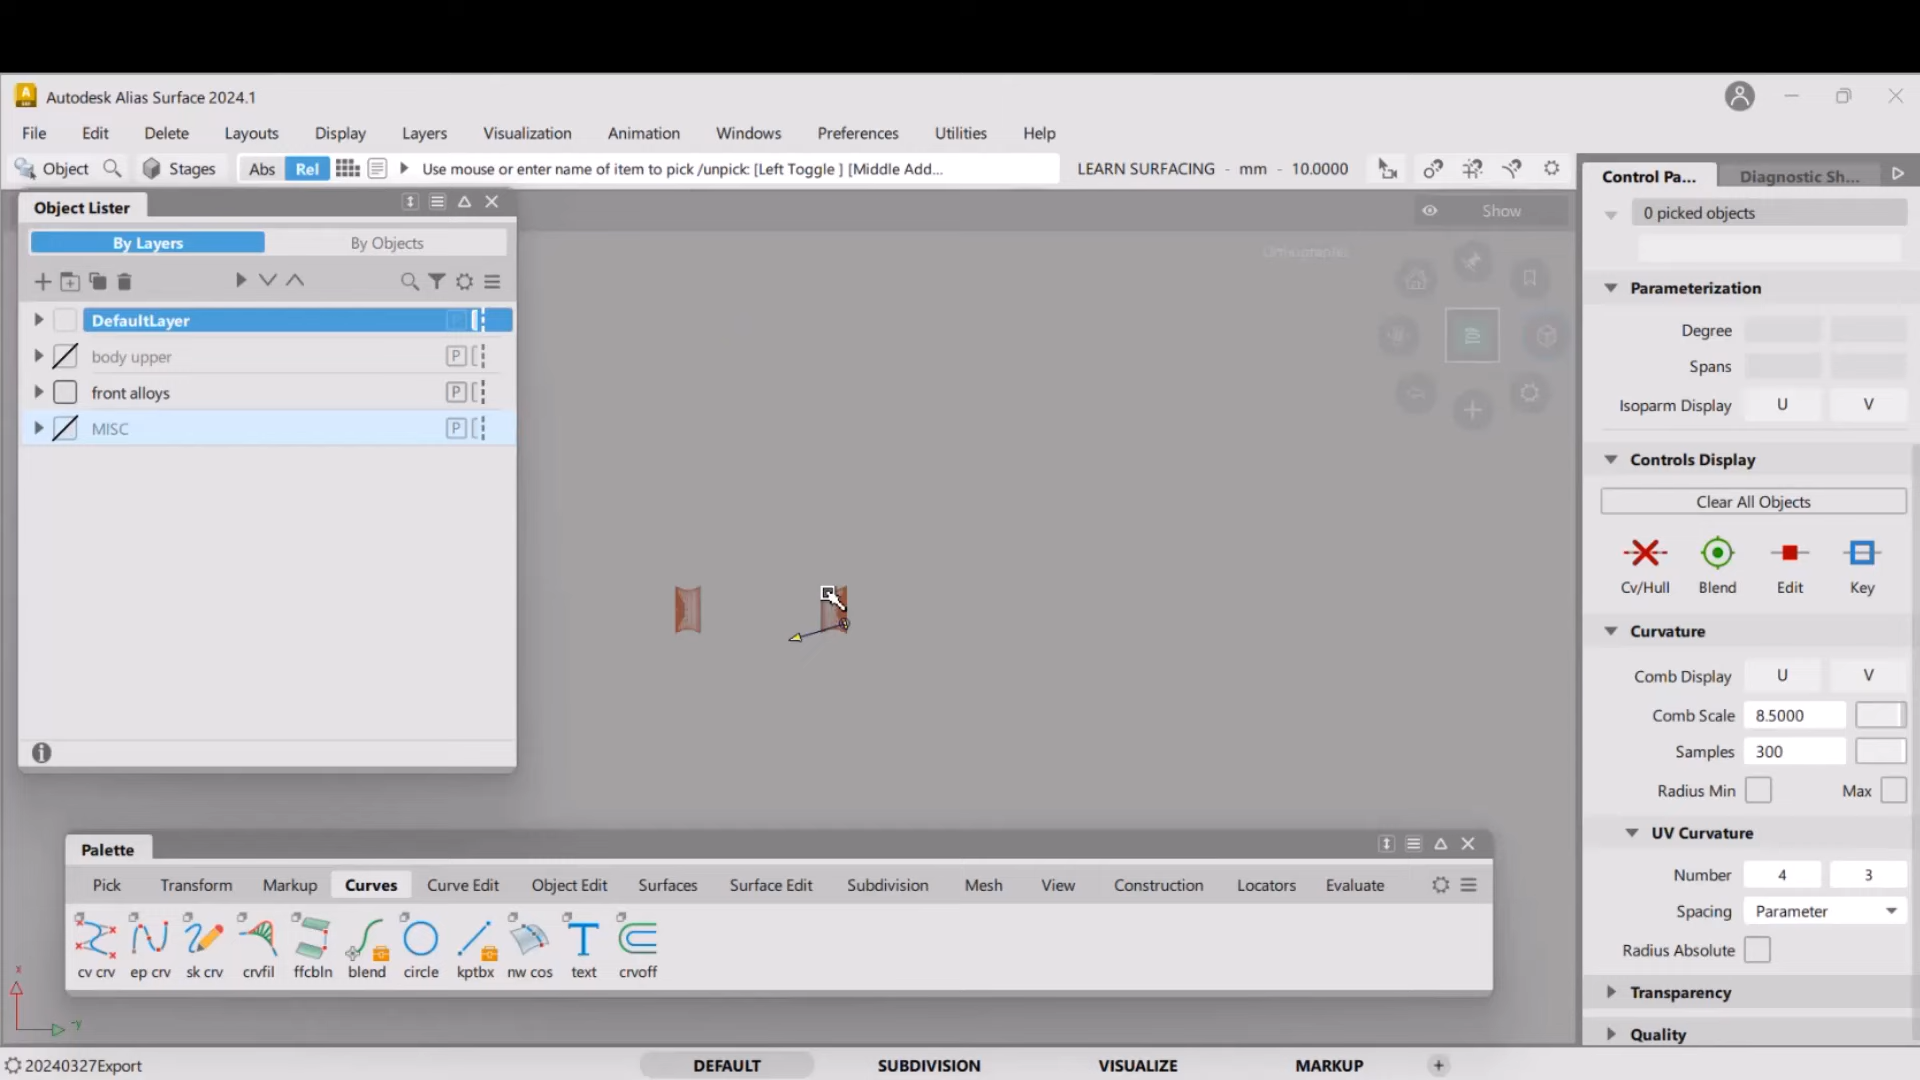 Autodesk Alias Surface 2024.1
File Edit Delete Layouts Display Layers Visualization Animation Windows Preferences Utilities Help
Object Stages Abs Rel Use mouse or enter name of item to pick /unpick: [Left Toggle ] [Middle Add... LEARN SURFACING - mm - 10.0000
Control Pa... Diagnostic Sh...
Object Lister
Show
0 picked objects
By Layers By Objects
Orthographic
Parameterization
DefaultLayer
Degree
body upper P
Spans
front alloys P
Isoparm Display U V
MISC P
Controls Display
Clear All Objects
Cv/Hull Blend Edit Key
Curvature
Comb Display U V
Comb Scale 8.5000
Samples 300
Radius Min Max
UV Curvature
Number 4 3
Spacing Parameter
Radius Absolute
Transparency
Quality
Palette
Pick Transform Markup Curves Curve Edit Object Edit Surfaces Surface Edit Subdivision Mesh View Construction Locators Evaluate
cv crv ep crv sk crv crvfil ffcbln blend circle kptbx nw cos text crvoff
x
-y
20240327Export
DEFAULT SUBDIVISION VISUALIZE MARKUP